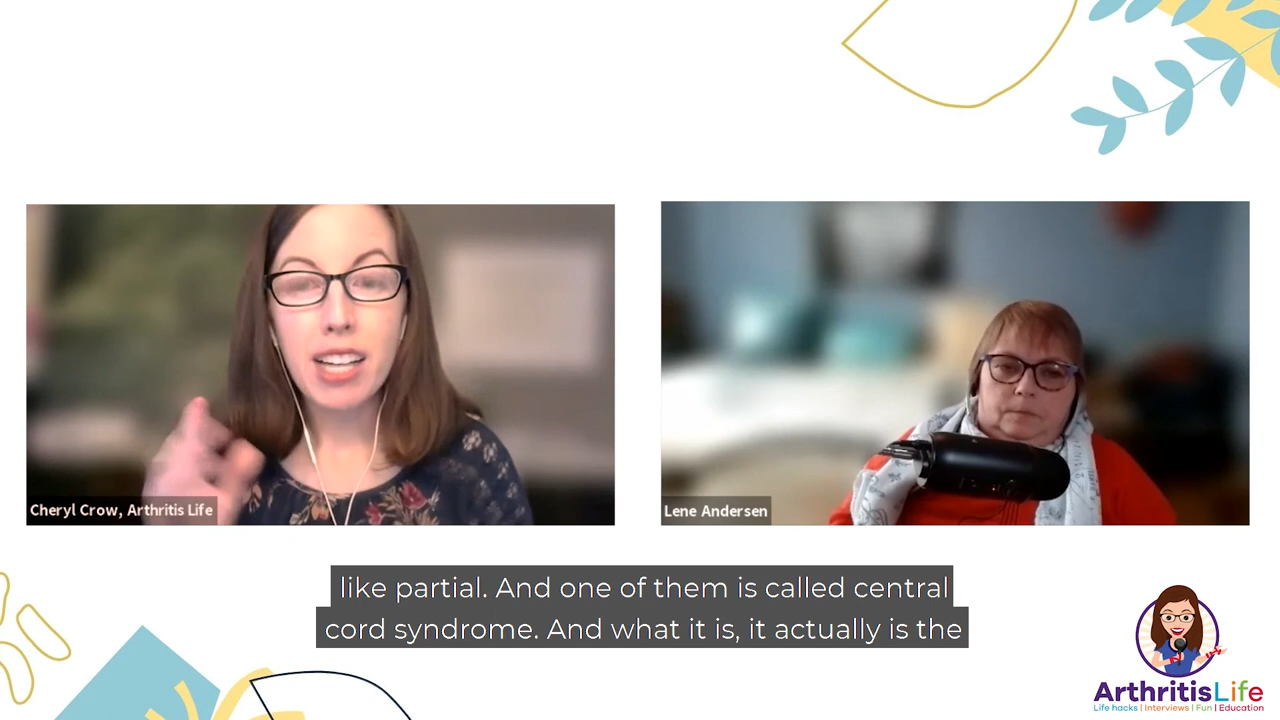 Cheryl Crow, Arthritis Life
Lene Andersen
like partial. And one of them is called central
cord syndrome. And what it is, it actually is the
ArthritisLife
Life hacks | Interviews | Fun | Education